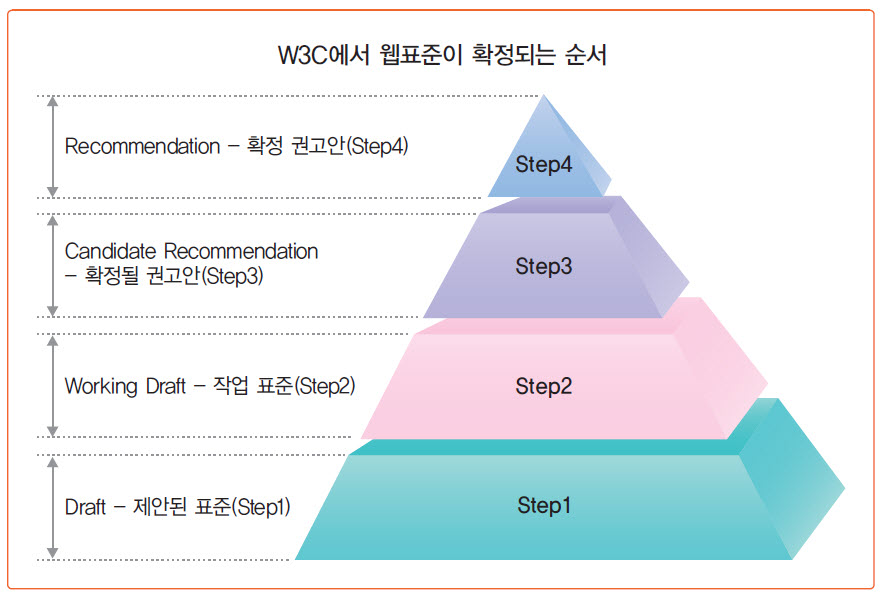 W3C에서 웹표준이 확정되는 순서
Recommendation – 확정 권고안(Step4)
Step4
Candidate Recommendation
– 확정될 권고안(Step3)
Step3
Working Draft – 작업 표준(Step2)
Step2
Draft – 제안된 표준(Step1)
Step1